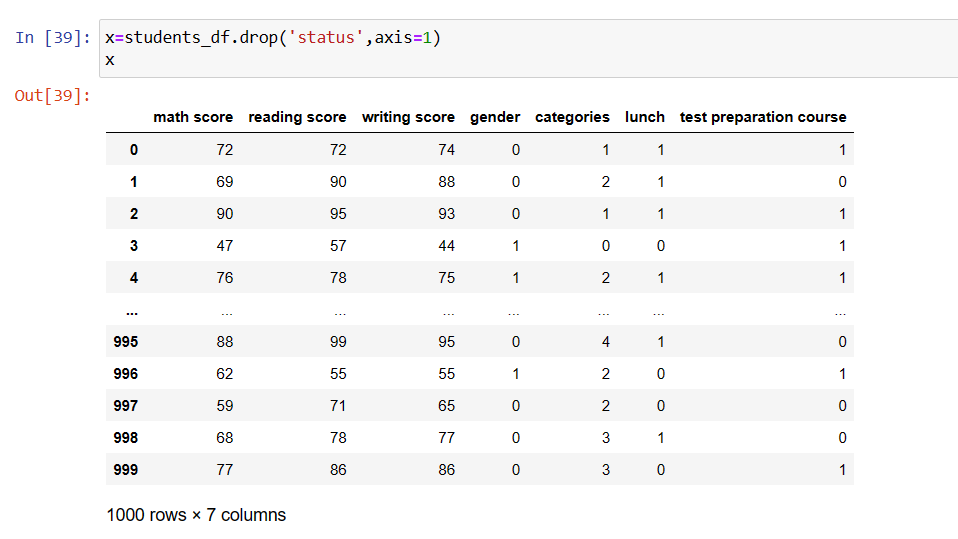 In [39]: x=students_df.drop('status',axis=1)
x
Out[39]:
math score reading score writing score gender categories lunch test preparation course
0 72 72 74 0 1 1 1
1 69 90 88 0 2 1 0
2 90 95 93 0 1 1 1
3 47 57 44 1 0 0 1
4 76 78 75 1 2 1 1
... ... ... ... ... ... ... ...
995 88 99 95 0 4 1 0
996 62 55 55 1 2 0 1
997 59 71 65 0 2 0 0
998 68 78 77 0 3 1 0
999 77 86 86 0 3 0 1
1000 rows × 7 columns